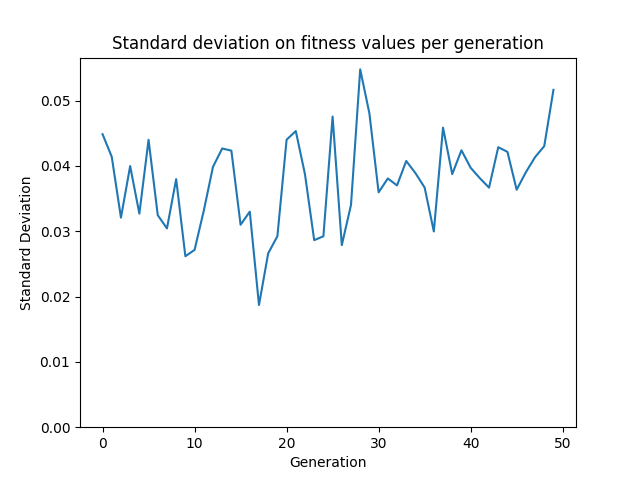 Standard deviation on fitness values per generation
0.05
0.04
0.03
0.02
0.01
0.00
Standard Deviation
0 10 20 30 40 50
Generation